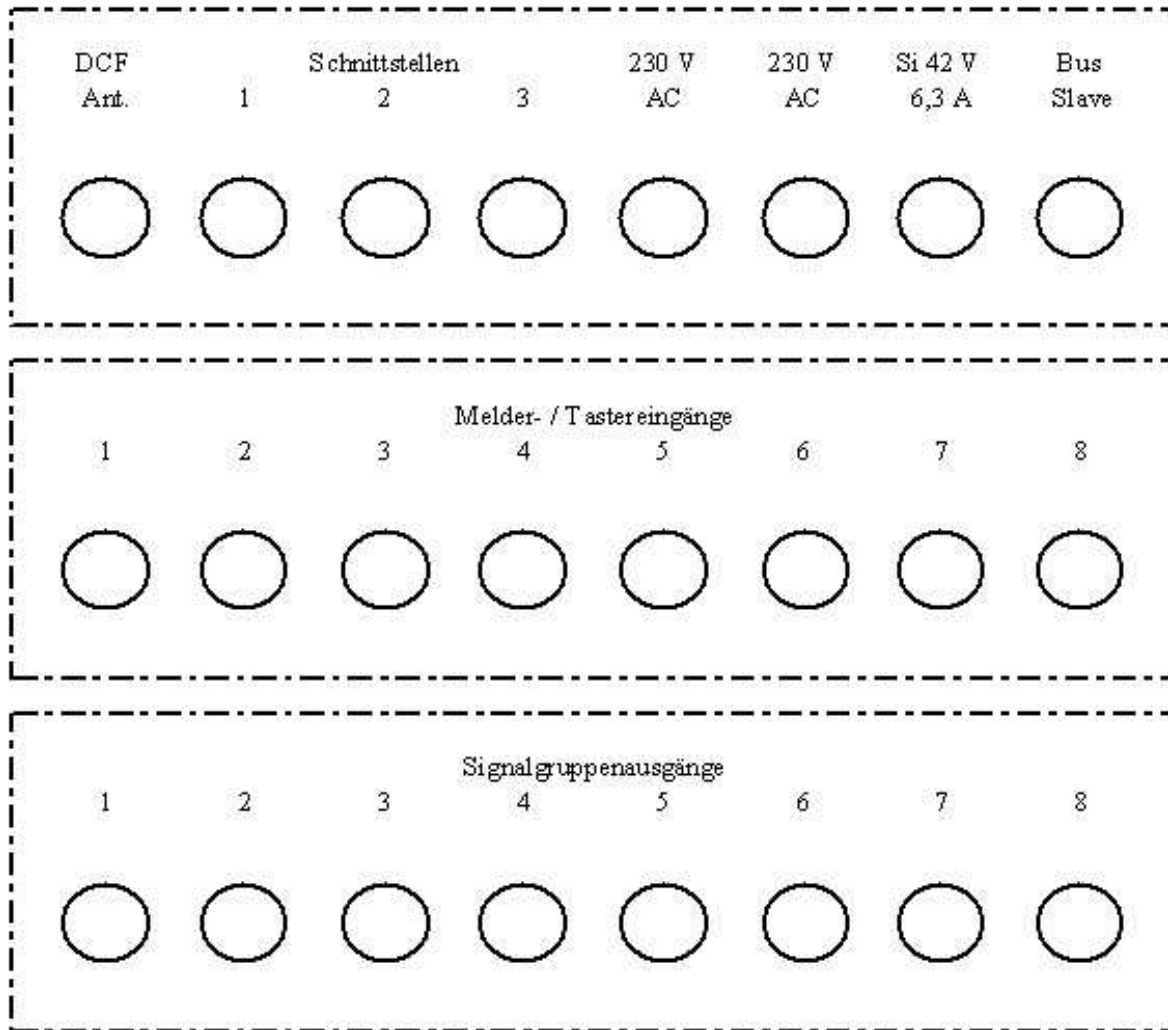 DCF Schnittstellen 230 V 230 V Si 42 V Bus
Ant. 1 2 3 AC AC 6,3 A Slave
Melder- / Tastereingänge
1 2 3 4 5 6 7 8
Signalgruppenausgänge
1 2 3 4 5 6 7 8